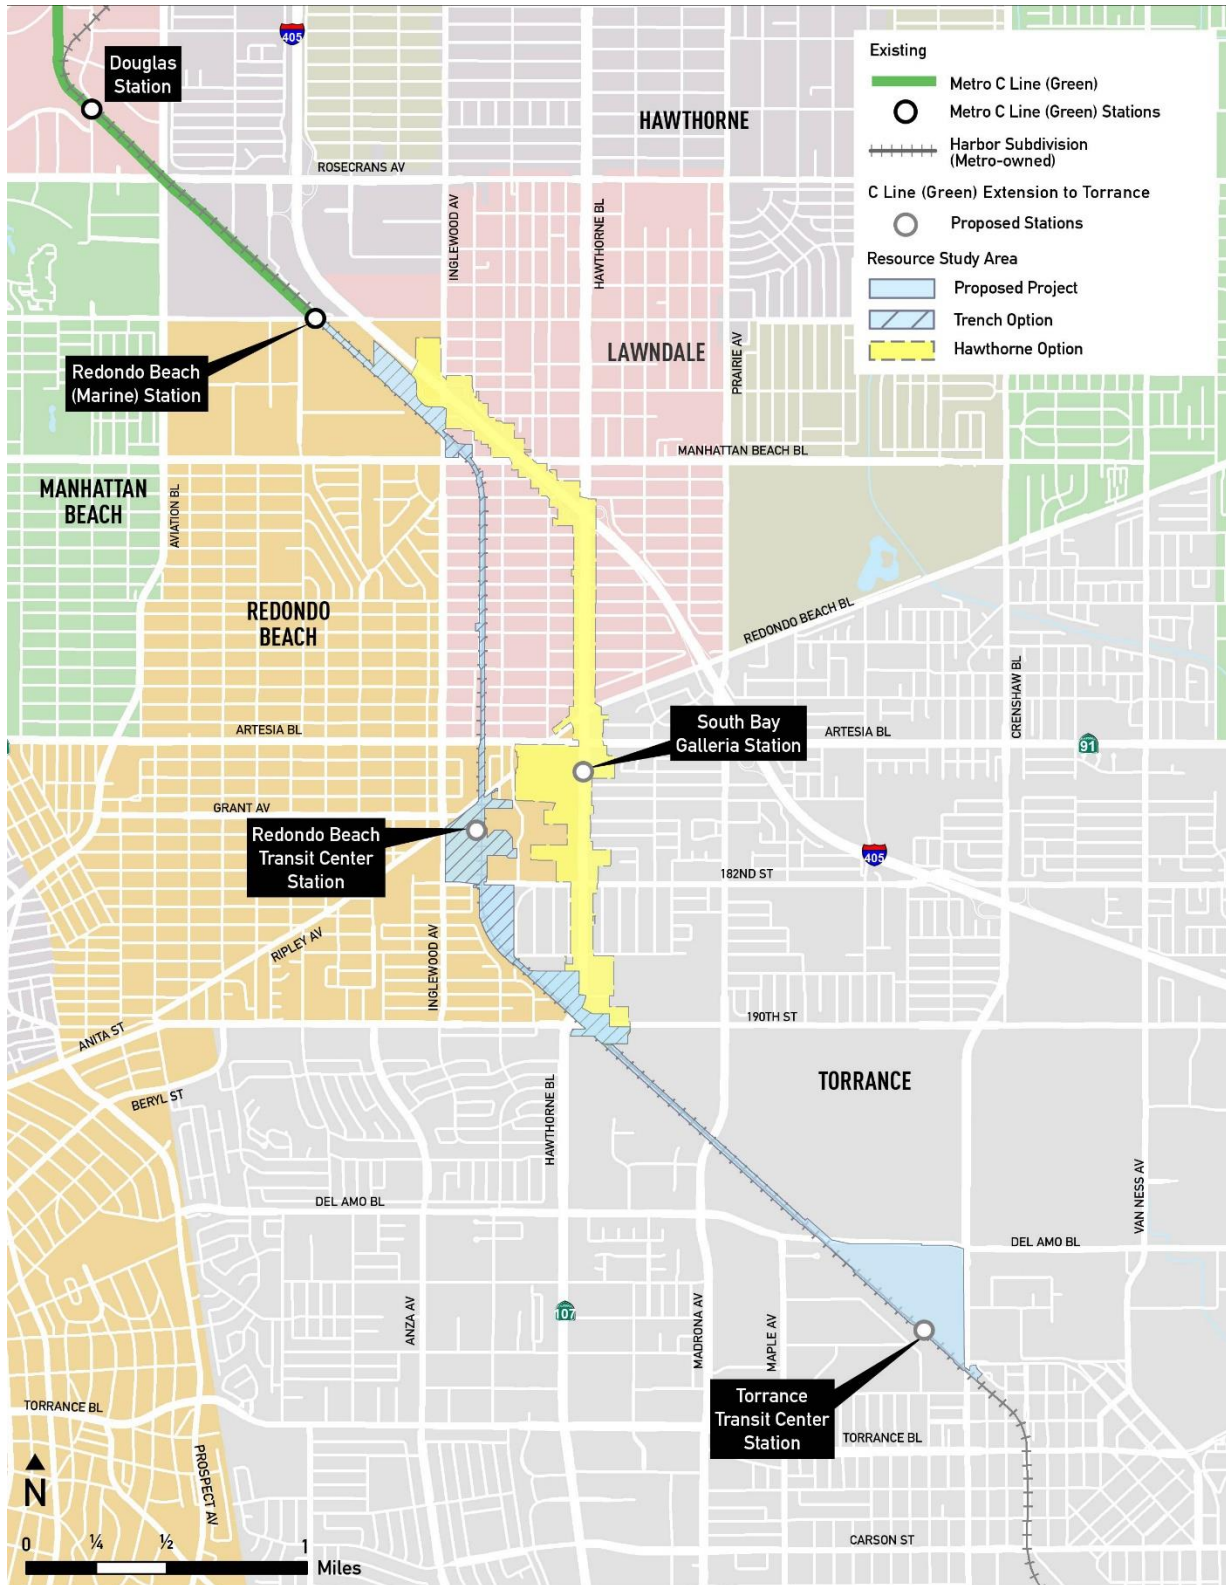 405
Douglas
Station
HAWTHORNE
Existing
Metro C Line (Green)
Metro C Line (Green) Stations
Harbor Subdivision
(Metro-owned)
C Line (Green) Extension to Torrance
Proposed Stations
Resource Study Area
Proposed Project
Trench Option
Hawthorne Option
ROSECRANS AV
INGLEWOOD AV
HAWTHORNE BL
Redondo Beach
(Marine) Station
LAWNDALE
PRAIRIE AV
MANHATTAN BEACH BL
MANHATTAN
BEACH
AVIATION BL
REDONDO
BEACH
REDONDO BEACH BL
CRENSHAW BL
ARTESIA BL
South Bay
Galleria Station
ARTESIA BL
91
GRANT AV
Redondo Beach
Transit Center
Station
405
182ND ST
RIPLEY AV
INGLEWOOD AV
190TH ST
ANITA ST
BERYL ST
HAWTHORNE BL
TORRANCE
VAN NESS AV
DEL AMO BL
DEL AMO BL
ANZA AV
107
MADRONA AV
MAPLE AV
Torrance
Transit Center
Station
TORRANCE BL
TORRANCE BL
PROSPECT AV
CARSON ST
N
0 ¼ ½ 1
Miles